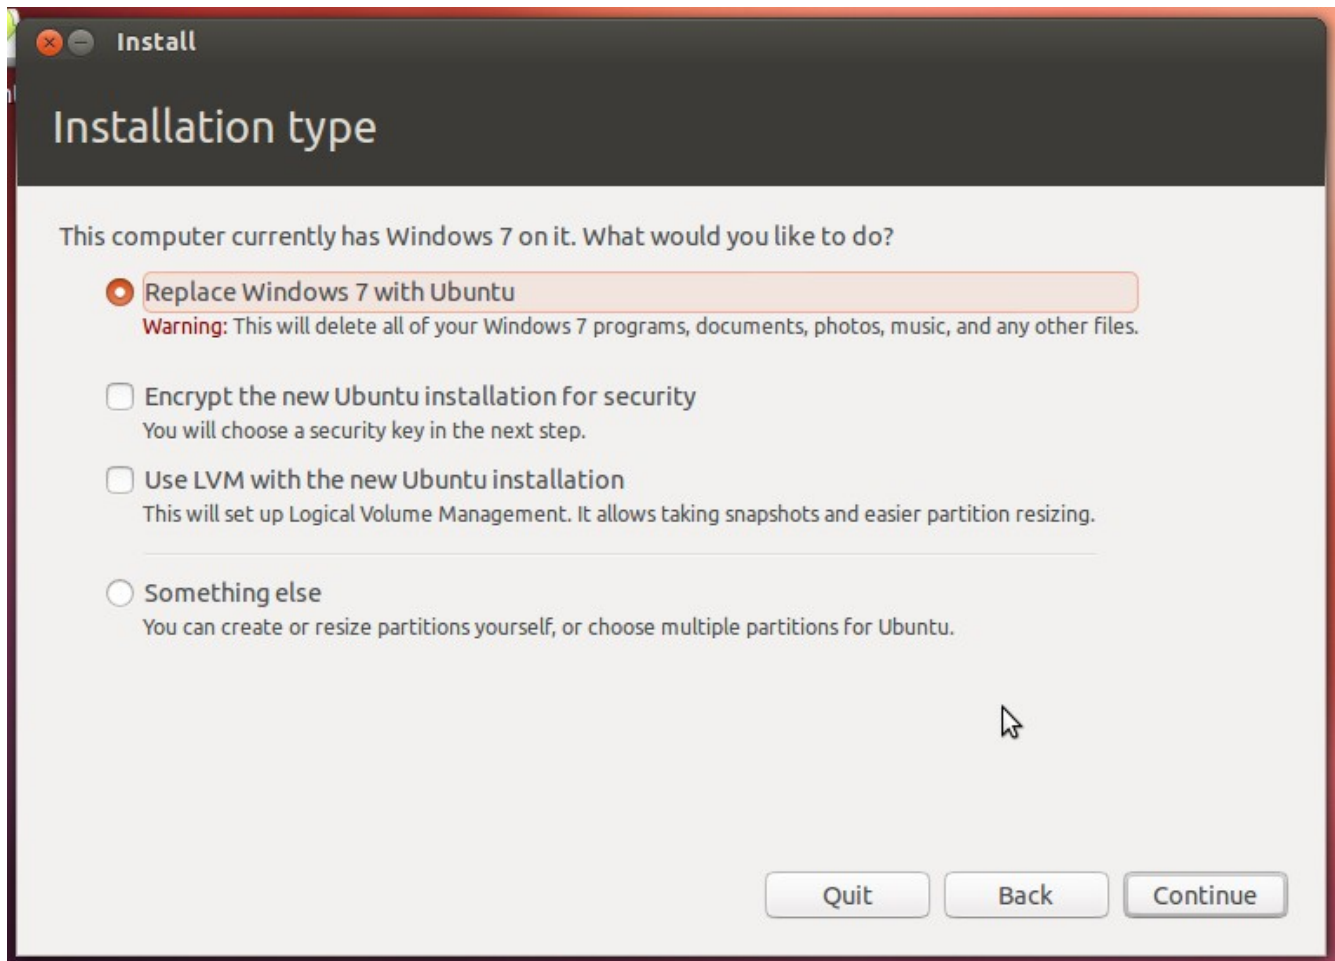 Install
Installation type
This computer currently has Windows 7 on it. What would you like to do?
Replace Windows 7 with Ubuntu
Warning: This will delete all of your Windows 7 programs, documents, photos, music, and any other files.
Encrypt the new Ubuntu installation for security
You will choose a security key in the next step.
Use LVM with the new Ubuntu installation
This will set up Logical Volume Management. It allows taking snapshots and easier partition resizing.
Something else
You can create or resize partitions yourself, or choose multiple partitions for Ubuntu.
Quit Back Continue